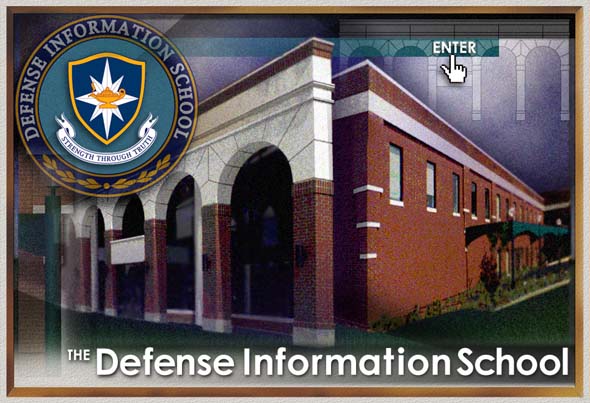 DEFENSE INFORMATION SCHOOL
STRENGTH THROUGH TRUTH
ENTER
THE Defense Information School